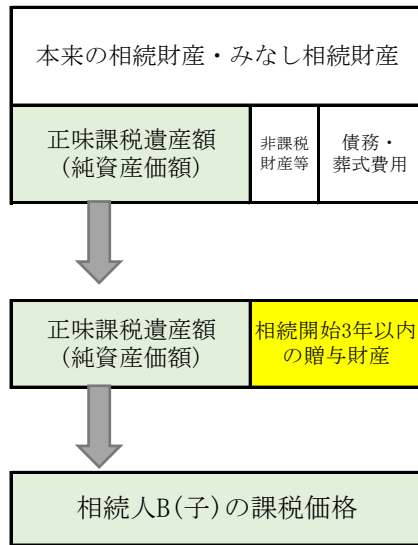 本来の相続財産・みなし相続財産
正味課税遺産額
(純資産価額)
非課税
財産等
債務・
葬式費用
正味課税遺産額
(純資産価額)
相続開始3年以内
の贈与財産
相続人B(子)の課税価格